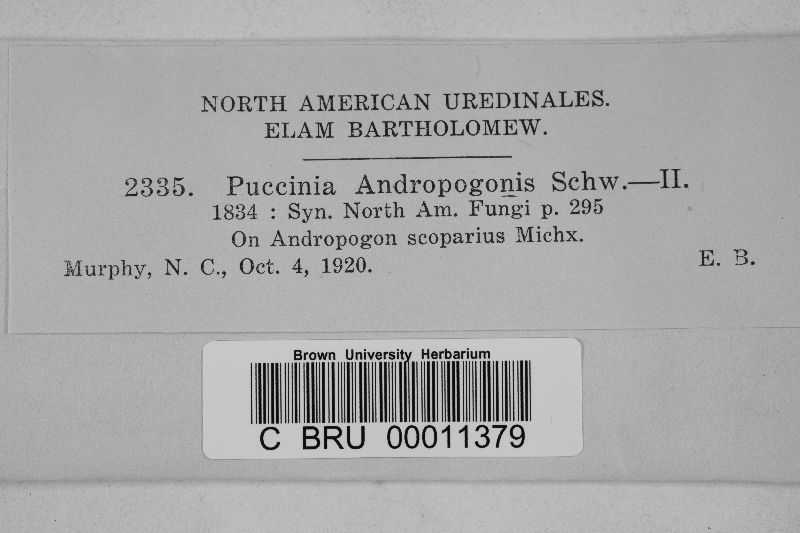 NORTH AMERICAN UREDINALES.
ELAM BARTHOLOMEW.
2335. Puccinia Andropogonis Schw.—II.
1834 : Syn. North Am. Fungi p. 295
On Andropogon scoparius Michx.
Murphy, N. C., Oct. 4, 1920. E. B.
Brown University Herbarium
C BRU 00011379